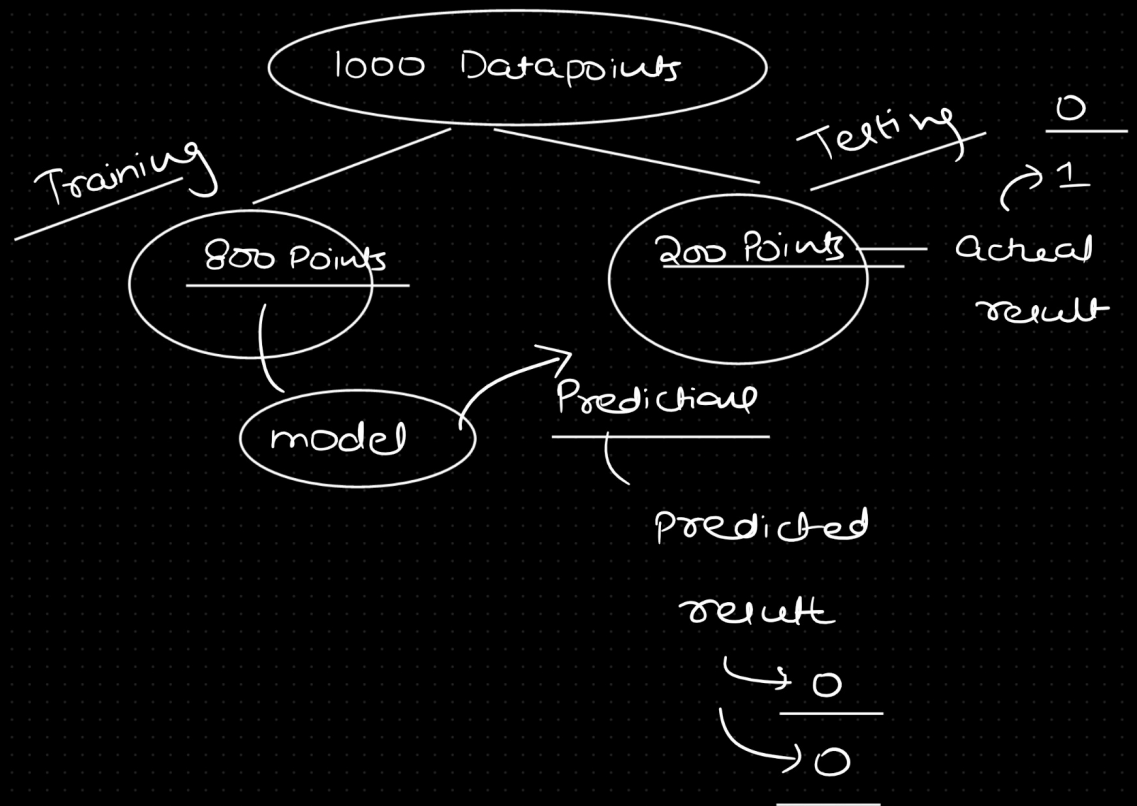 1000 Datapoints
Training
Testing
0
1
800 Points
200 Points
Actual
result
Predictions
model
Predicted
result
0
0